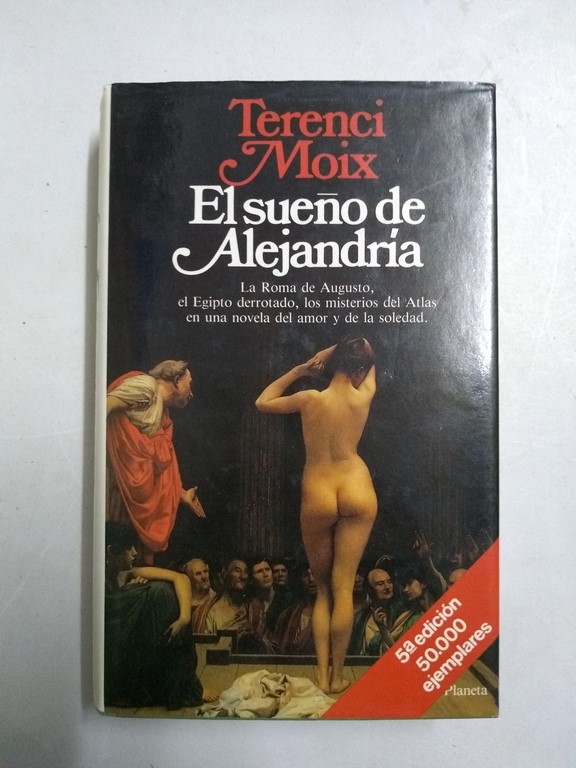 Terenci
Moix
El sueño de
Alejandría
La Roma de Augusto,
el Egipto derrotado, los misterios del Atlas
en una novela del amor y de la soledad.
5ª edición
50.000
ejemplares
Planeta